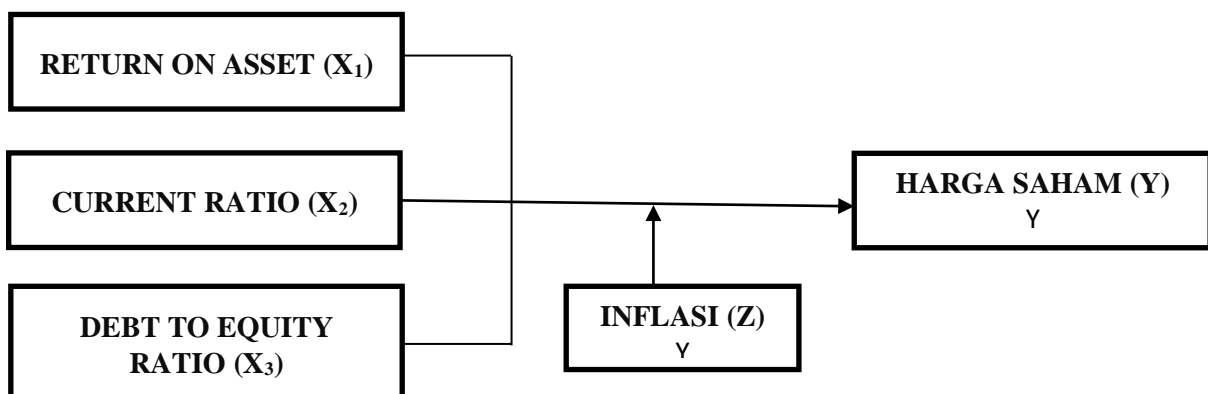 RETURN ON ASSET (X₁)
CURRENT RATIO (X₂)
HARGA SAHAM (Y)
Y
DEBT TO EQUITY
RATIO (X₃)
INFLASI (Z)
Y